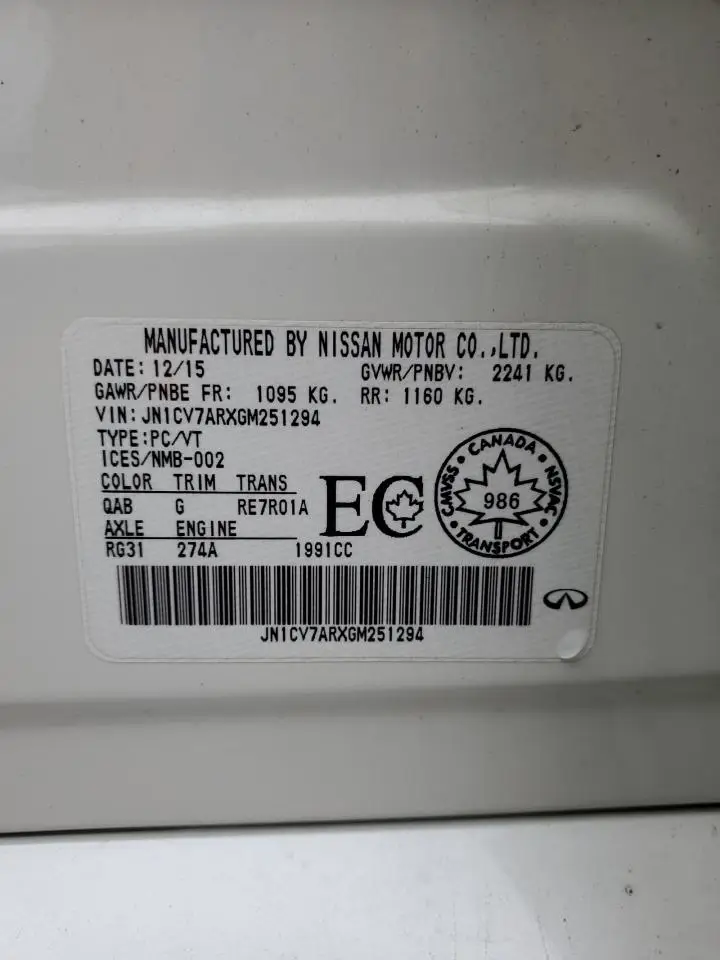 MANUFACTURED BY NISSAN MOTOR CO.,LTD.
DATE: 12/15 GVWR/PNBV: 2241 KG.
GAWR/PNBE FR: 1095 KG. RR: 1160 KG.
VIN: JN1CV7ARXGM251294
TYPE:PC/VT
ICES/NMB-002
COLOR TRIM TRANS
QAB G RE7R01A
AXLE ENGINE
RG31 274A 1991CC
EC
CANADA
CMVSS 986 NSVAC
TRANSPORT
JN1CV7ARXGM251294